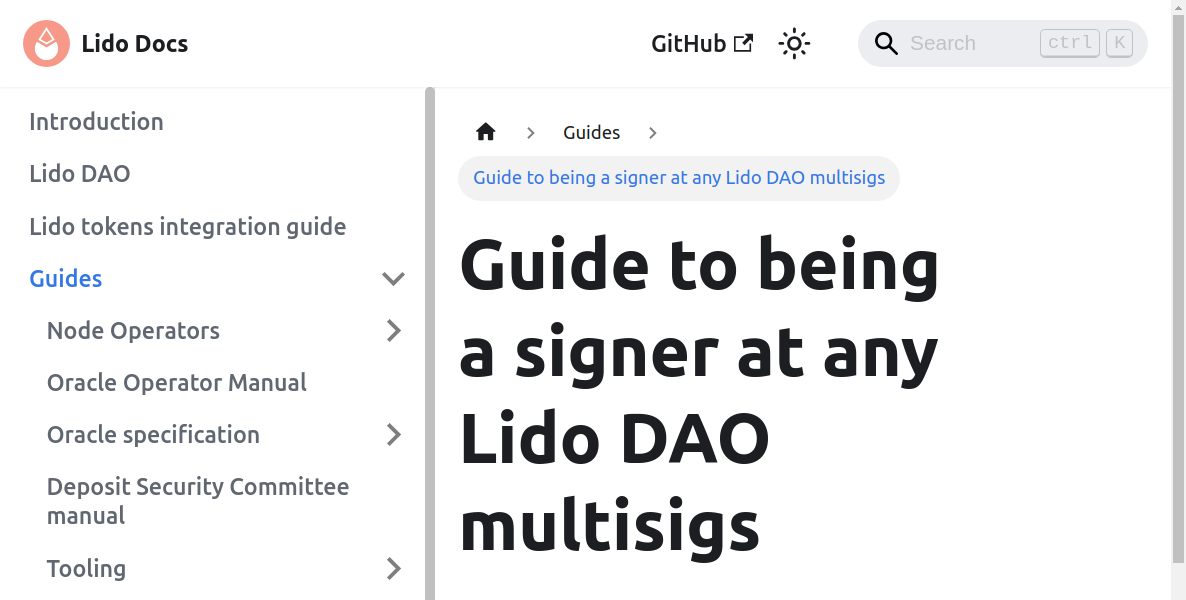 Lido Docs
GitHub
Search ctrl K
Introduction
Lido DAO
Lido tokens integration guide
Guides
Node Operators
Oracle Operator Manual
Oracle specification
Deposit Security Committee
manual
Tooling
Guides
Guide to being a signer at any Lido DAO multisigs
Guide to being
a signer at any
Lido DAO
multisigs